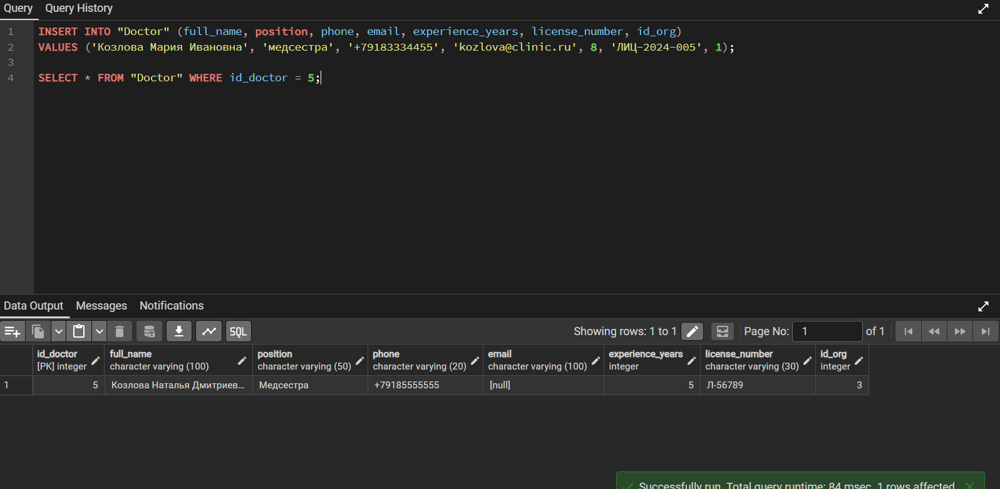 Query Query History
1 INSERT INTO "Doctor" (full_name, position, phone, email, experience_years, license_number, id_org)
2 VALUES ('Козлова Мария Ивановна', 'медсестра', '+79183334455', 'kozlova@clinic.ru', 8, 'ЛИЦ-2024-005', 1);
3
4 SELECT * FROM "Doctor" WHERE id_doctor = 5;
Data Output Messages Notifications
SQL Showing rows: 1 to 1 Page No: 1 of 1
id_doctor full_name position phone email experience_years license_number id_org
[PK] integer character varying (100) character varying (50) character varying (20) character varying (100) integer character varying (30) integer
1 5 Козлова Наталья Дмитриев... Медсестра +79185555555 [null] 5 Л-56789 3
Successfully run. Total query runtime: 84 msec. 1 rows affected.